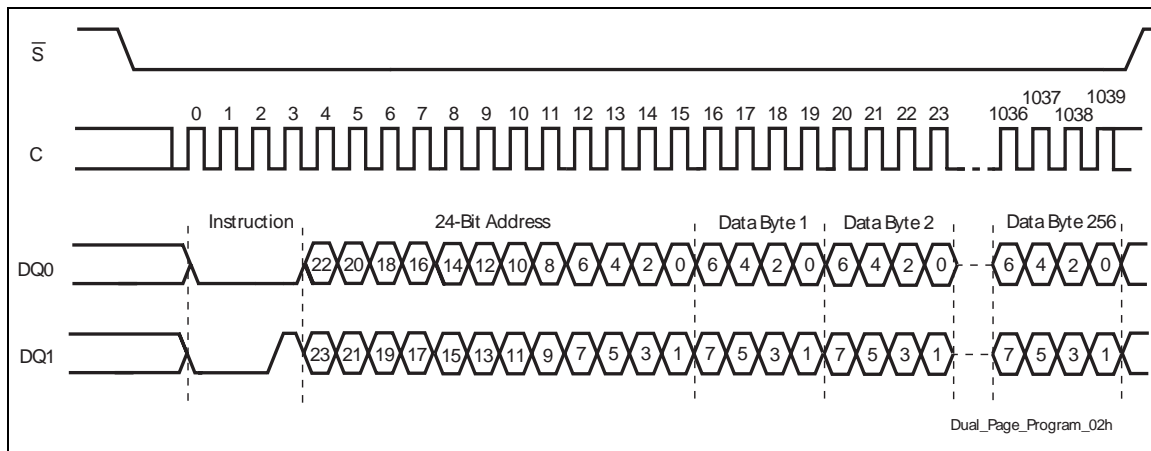 S
1037 1039
0 1 2 3 4 5 6 7 8 9 10 11 12 13 14 15 16 17 18 19 20 21 22 23 1036 1038
C
Instruction 24-Bit Address Data Byte 1 Data Byte 2 Data Byte 256
DQ0 22 20 18 16 14 12 10 8 6 4 2 0 6 4 2 0 6 4 2 0 6 4 2 0
DQ1 23 21 19 17 15 13 11 9 7 5 3 1 7 5 3 1 7 5 3 1 7 5 3 1
Dual_Page_Program_02h